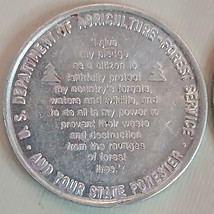 U.S. DEPARTMENT OF AGRICULTURE · FOREST SERVICE ·
"I give
my pledge
as a citizen to
faithfully protect
my country's forests,
waters and wildlife, and
to do all in my power to
prevent their waste
and destruction
from the ravages
of forest
fires."
· AND YOUR STATE FORESTER ·